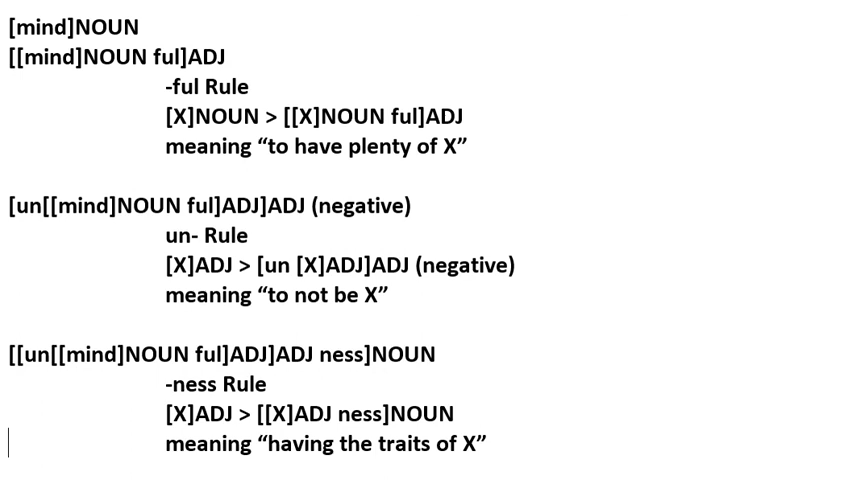 [mind]NOUN
[[mind]NOUN ful]ADJ
-ful Rule
[X]NOUN > [[X]NOUN ful]ADJ
meaning “to have plenty of X”
[un[[mind]NOUN ful]ADJ]ADJ (negative)
un- Rule
[X]ADJ > [un [X]ADJ]ADJ (negative)
meaning “to not be X”
[[un[[mind]NOUN ful]ADJ]ADJ ness]NOUN
-ness Rule
[X]ADJ > [[X]ADJ ness]NOUN
meaning “having the traits of X”